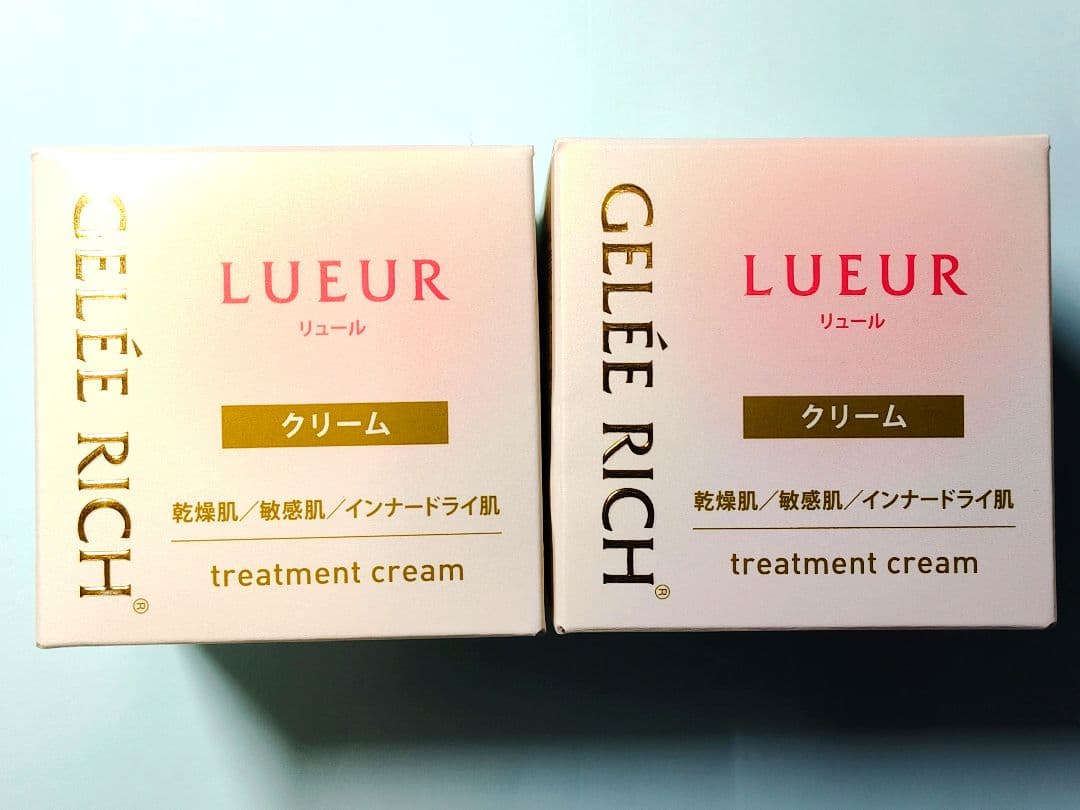 GELÉE RICH®
LUEUR
リュール
クリーム
乾燥肌／敏感肌／インナードライ肌
treatment cream
GELÉE RICH®
LUEUR
リュール
クリーム
乾燥肌／敏感肌／インナードライ肌
treatment cream